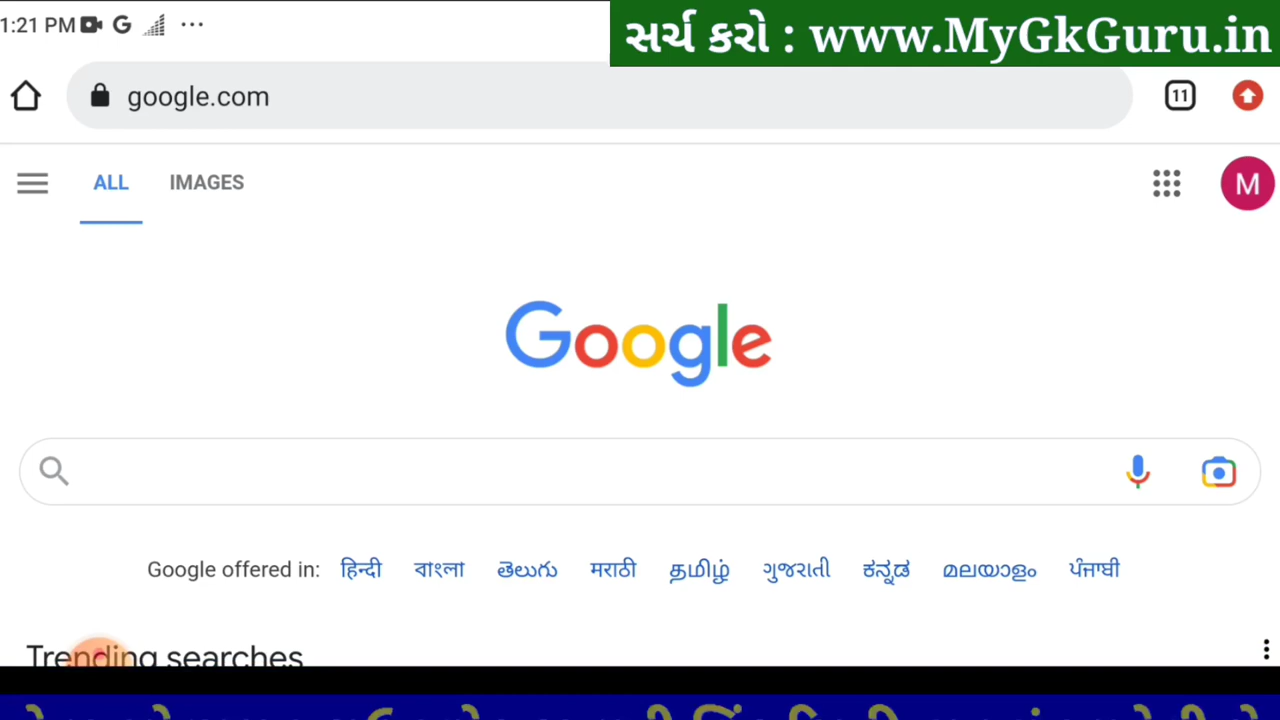 1:21 PM
સર્ચ કરો : www.MyGkGuru.in
google.com
11
ALL IMAGES
M
Google
Google offered in: हिन्दी বাংলা తెలుగు मराठी தமிழ் ગુજરાતી ಕನ್ನಡ മലയാളം ਪੰਜਾਬੀ
Trending searches